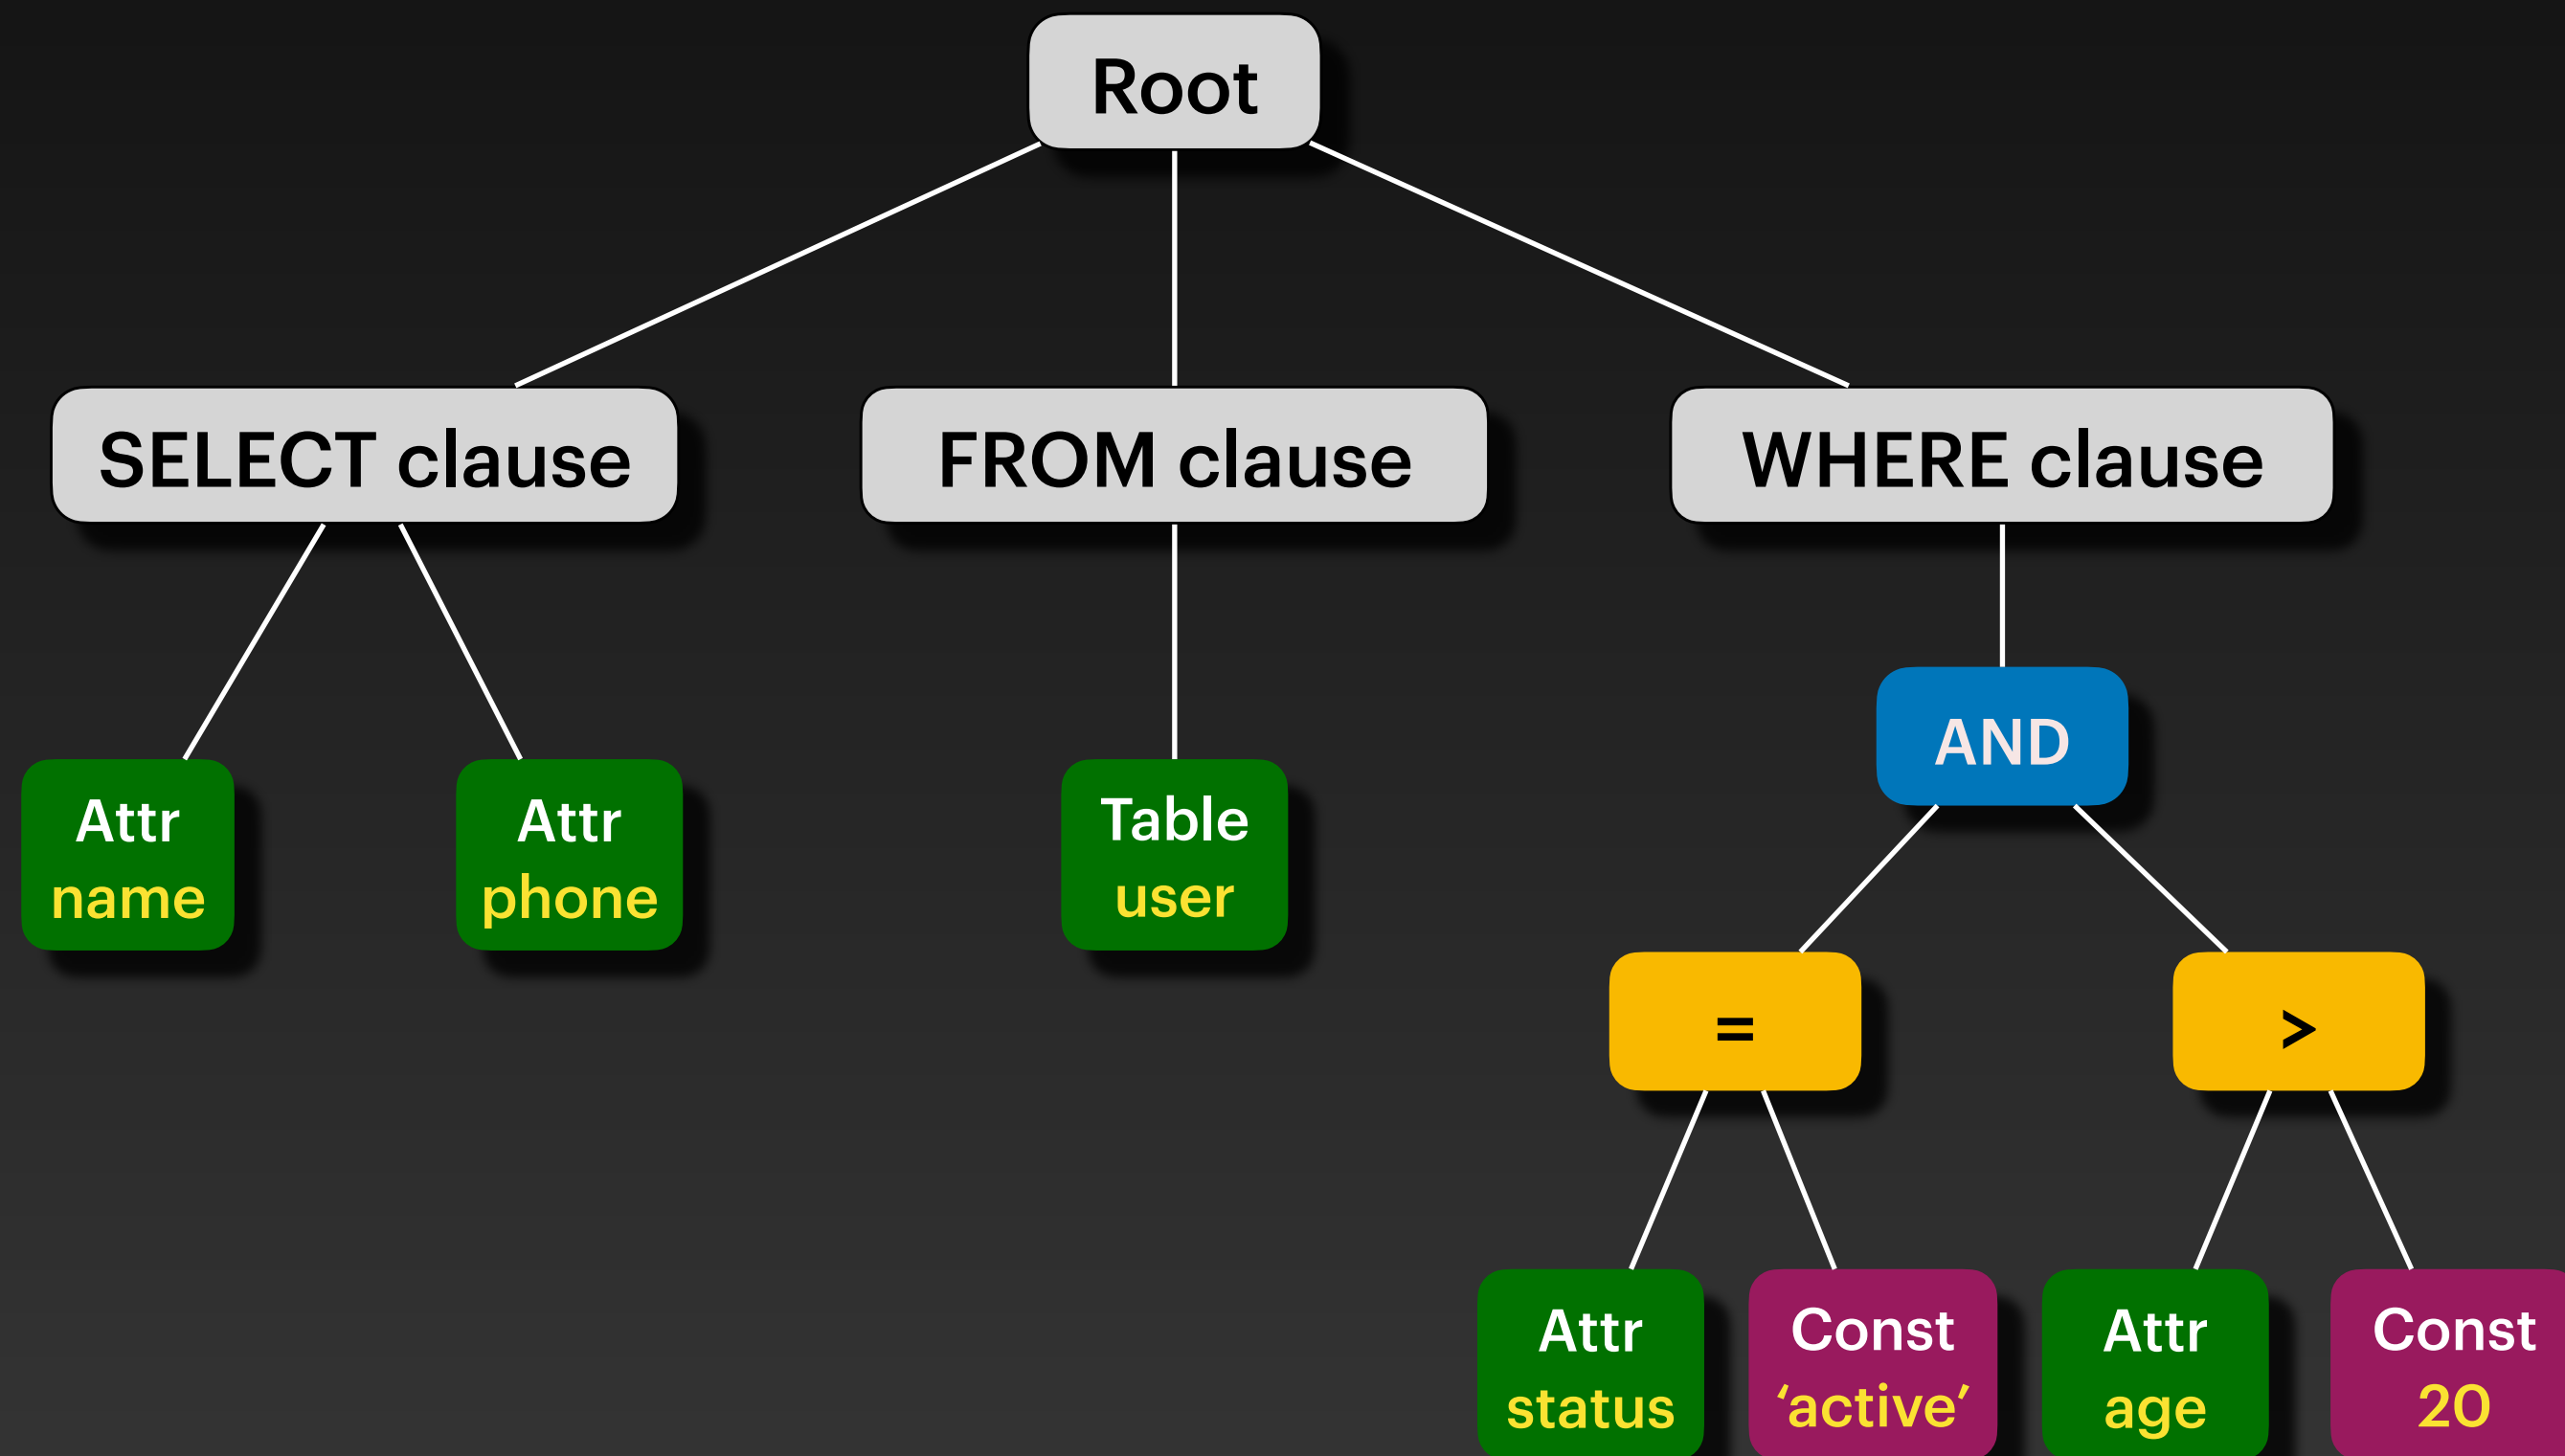 Root
SELECT clause
FROM clause
WHERE clause
AND
Attr
name
Attr
phone
Table
user
=
>
Attr
status
Const
‘active’
Attr
age
Const
20